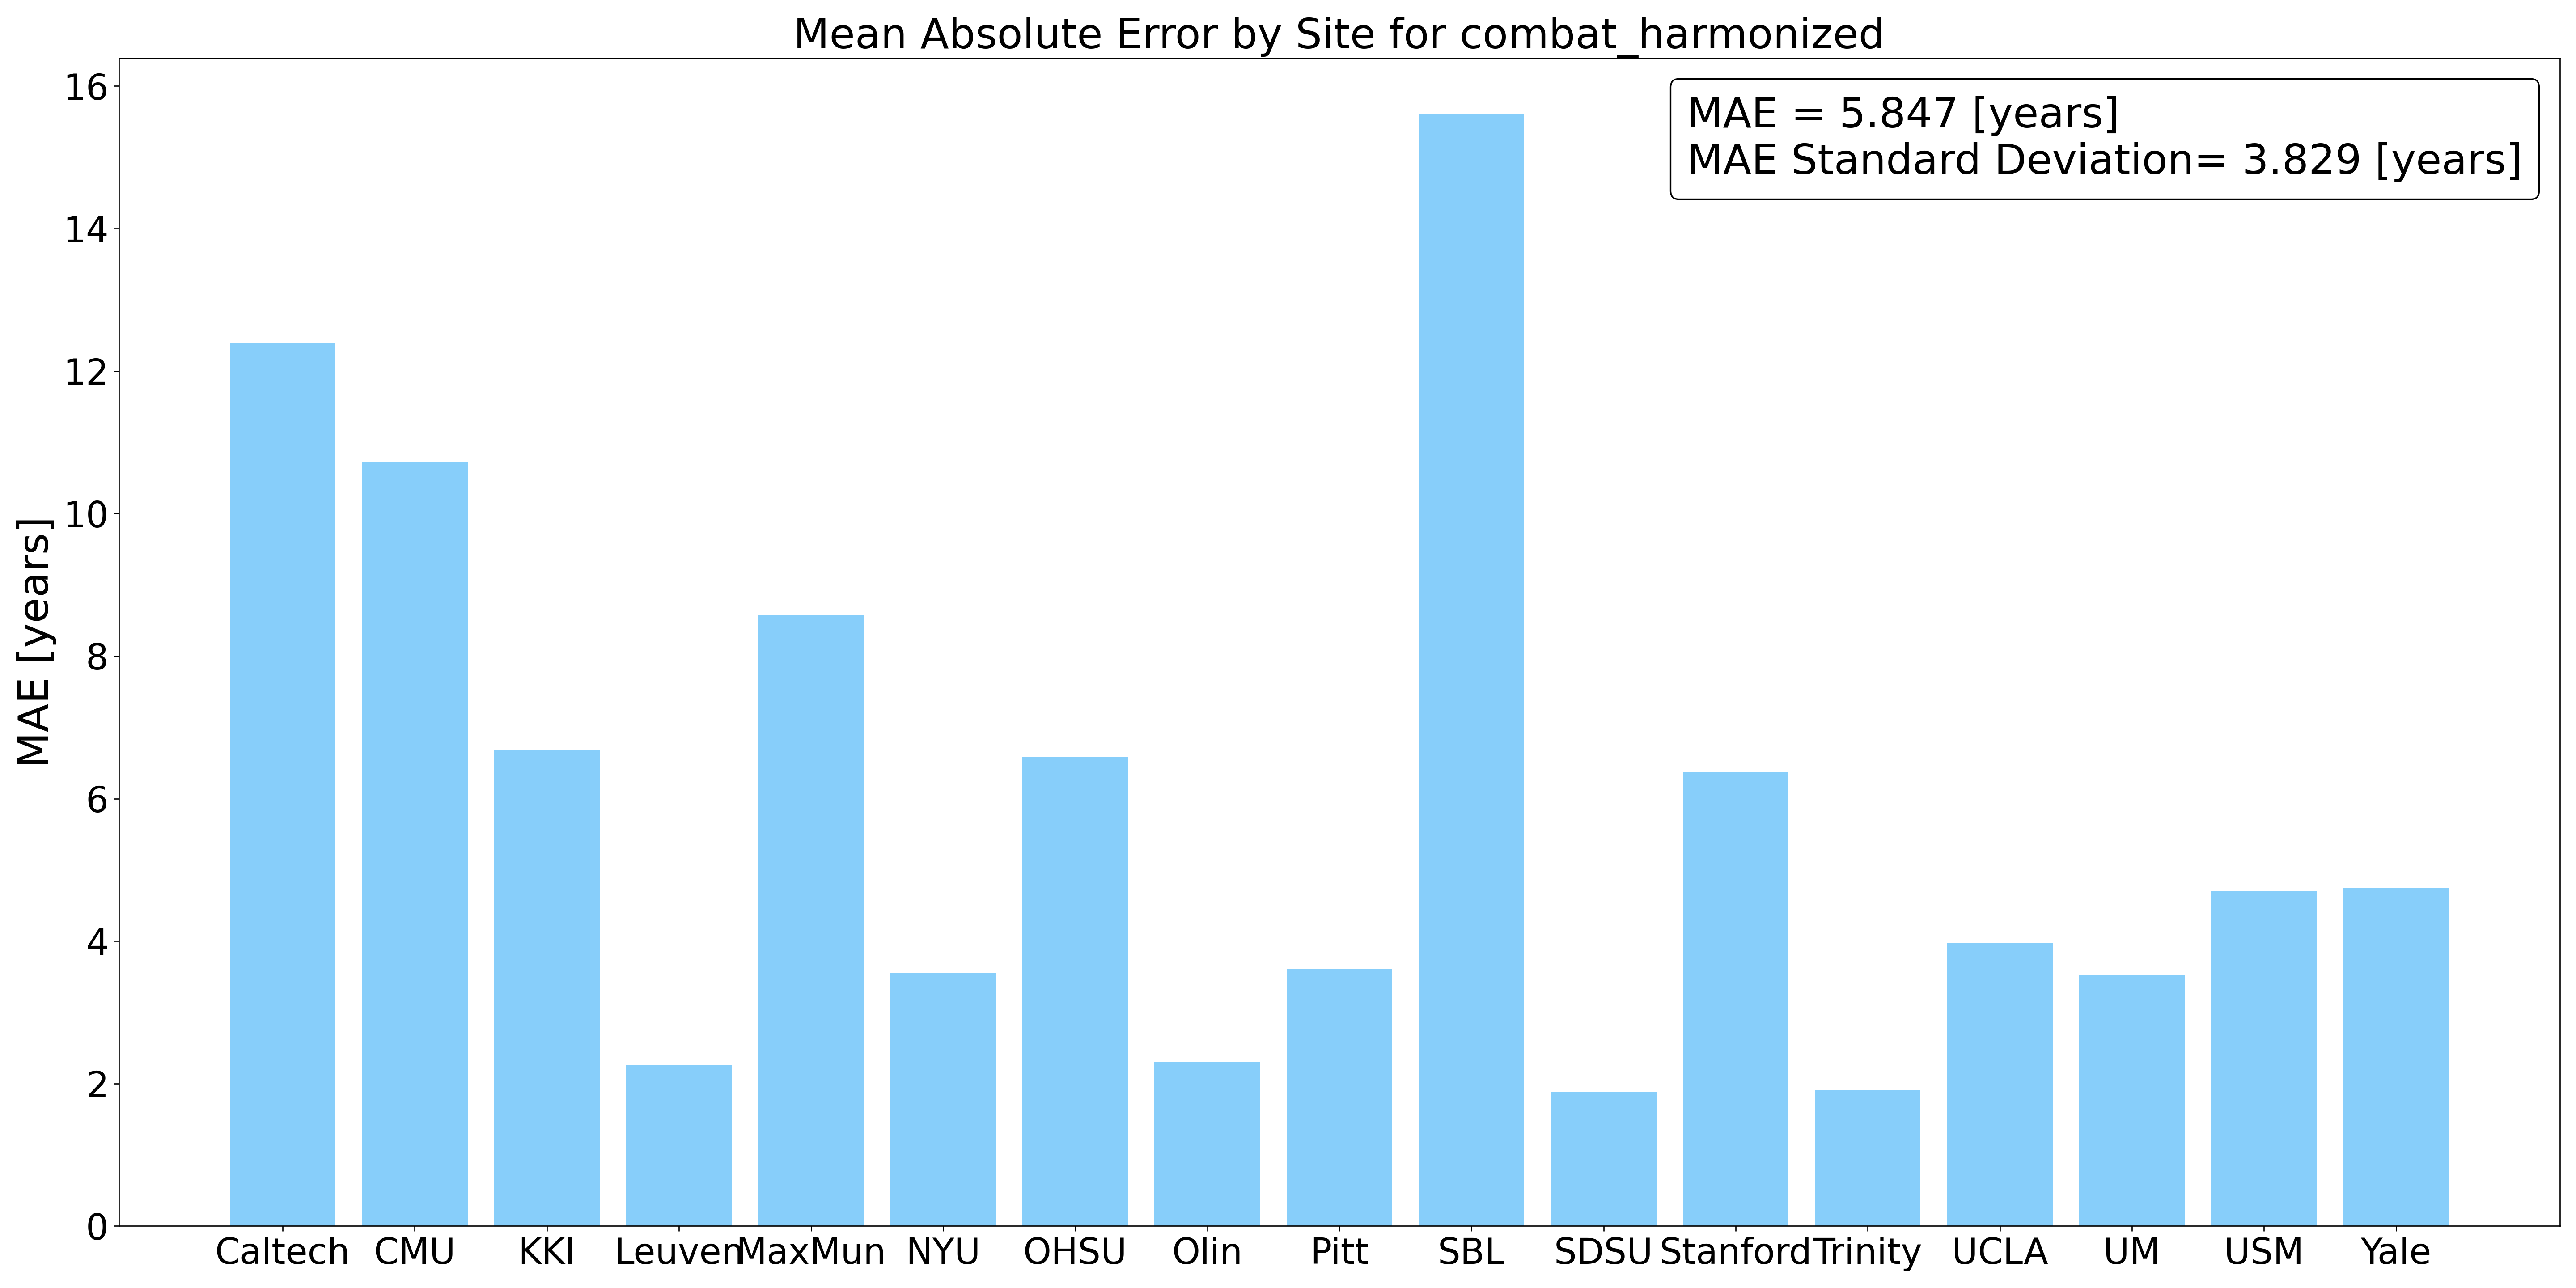 Mean Absolute Error by Site for combat_harmonized
MAE = 5.847 [years]
MAE Standard Deviation= 3.829 [years]
MAE [years]
16
14
12
10
8
6
4
2
0
Caltech CMU KKI Leuven MaxMun NYU OHSU Olin Pitt SBL SDSU Stanford Trinity UCLA UM USM Yale